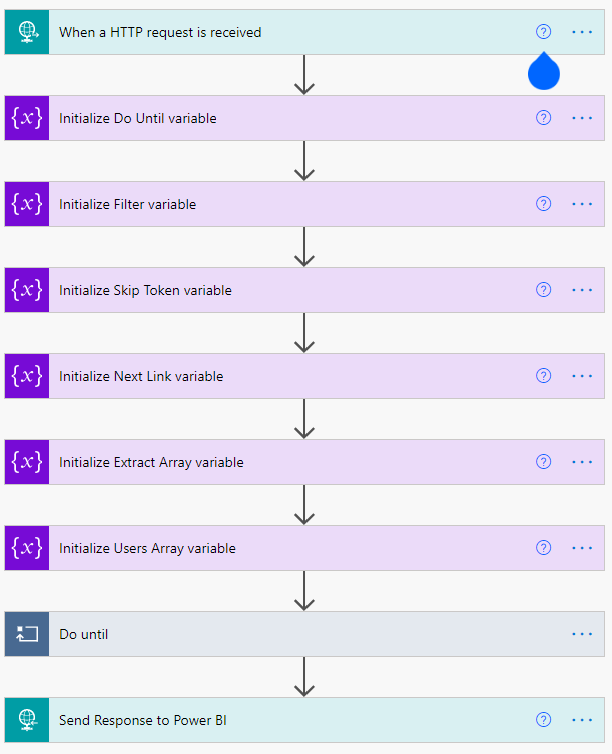 When a HTTP request is received
{x} Initialize Do Until variable
{x} Initialize Filter variable
{x} Initialize Skip Token variable
{x} Initialize Next Link variable
{x} Initialize Extract Array variable
{x} Initialize Users Array variable
Do until
Send Response to Power BI